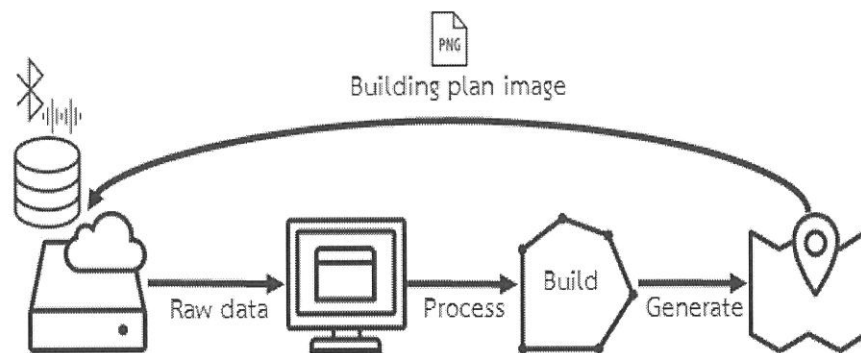 PNG
Building plan image
Raw data
Process
Build
Generate